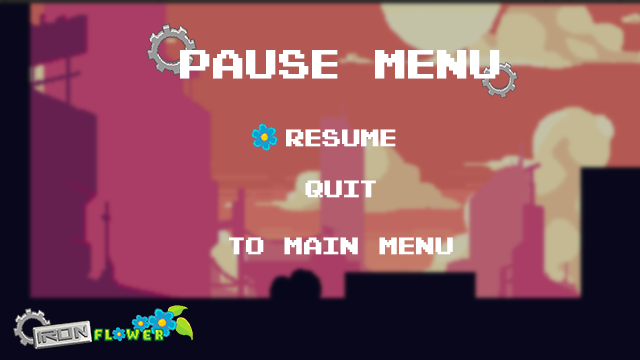 PAUSE MENU
RESUME
QUIT
TO MAIN MENU
IRON FLOWER